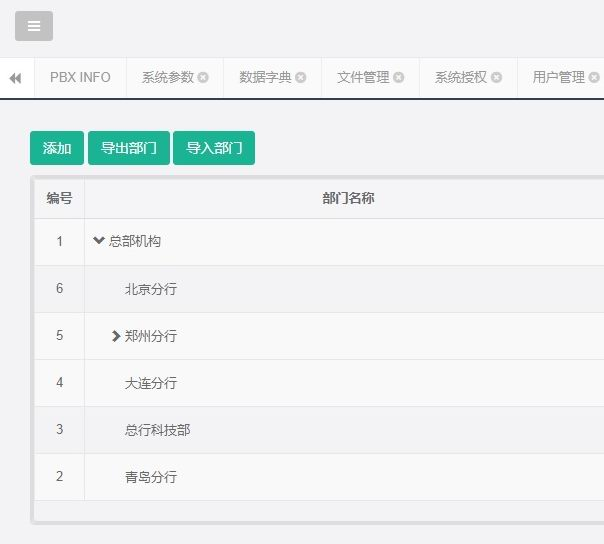 PBX INFO 系统参数 数据字典 文件管理 系统授权 用户管理
添加 导出部门 导入部门
编号 部门名称
1 总部机构
6 北京分行
5 郑州分行
4 大连分行
3 总行科技部
2 青岛分行